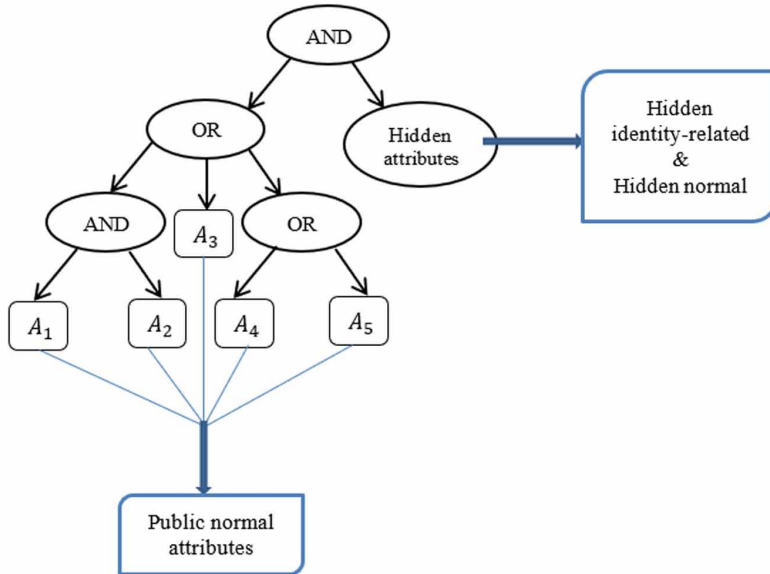 AND
OR
Hidden
attributes
Hidden
identity-related
&
Hidden normal
AND
A₃
OR
A₁
A₂
A₄
A₅
Public normal
attributes